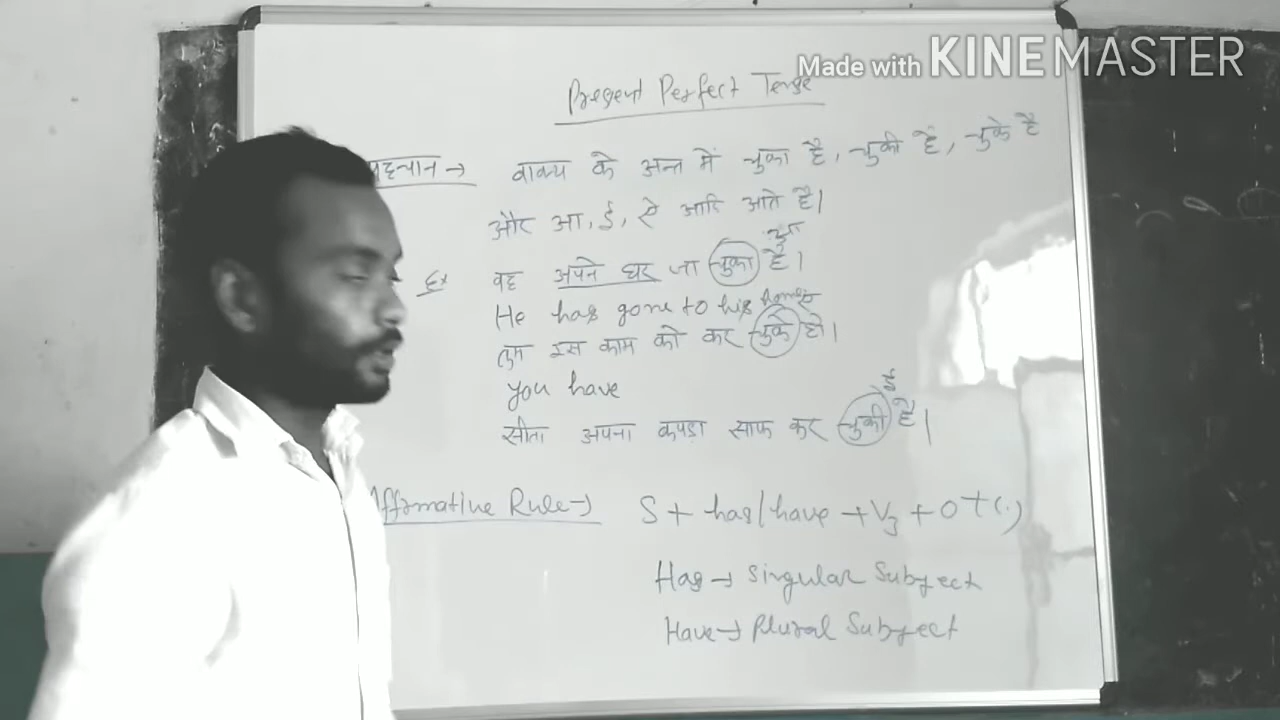 Made with KINEMASTER
Present Perfect Tense
पहचान → वाक्य के अन्त में चुका है, चुकी है, चुके है
और आ, ई, ऐ आदि आते है।
Ex वह अपने घर जा चुका है।
He has gone to his home
तुम इस काम को कर चुके हो।
you have
ई
सीता अपना कपड़ा साफ कर चुकी है।
Affirmative Rule → S + has/have + V3 + O + (.)
Has → Singular Subject
Have → Plural Subject